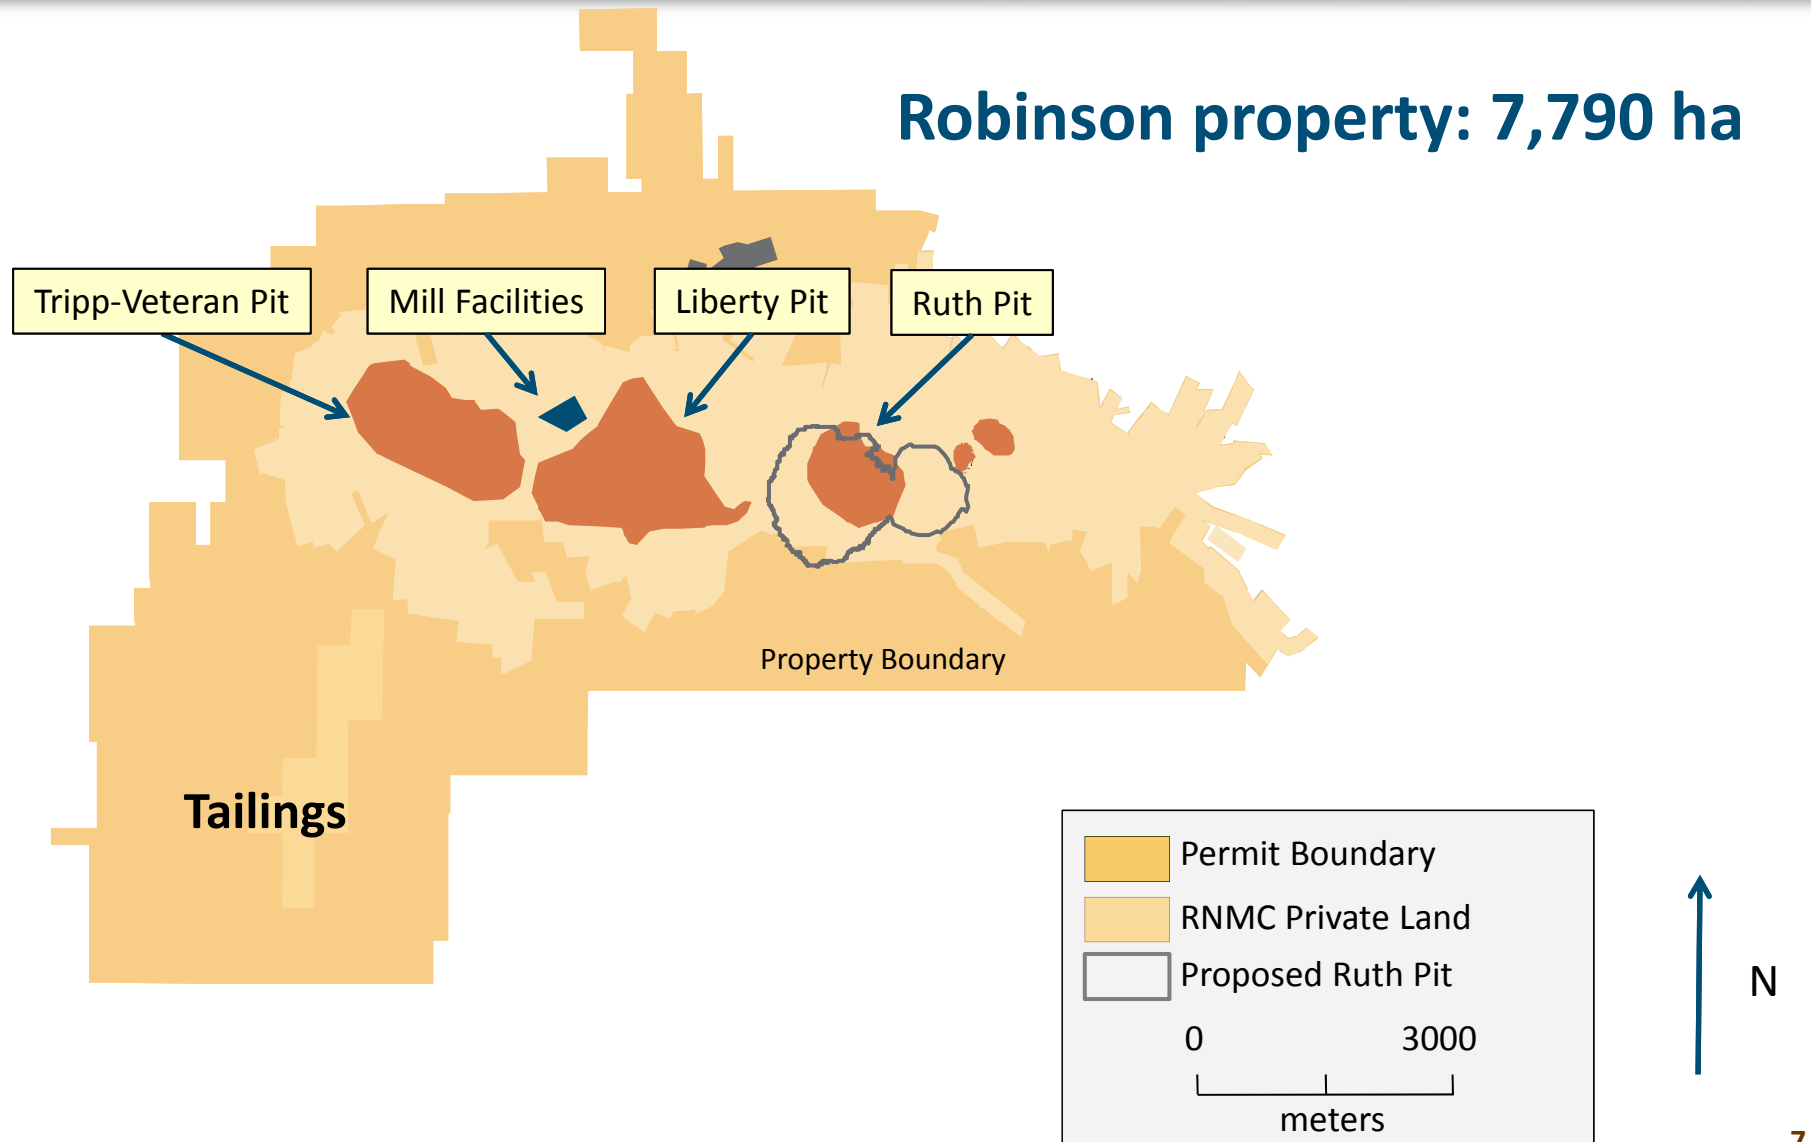 Robinson property: 7,790 ha
Tripp-Veteran Pit
Mill Facilities
Liberty Pit
Ruth Pit
Property Boundary
Tailings
Permit Boundary
RNMC Private Land
Proposed Ruth Pit
0 3000
meters
N
7